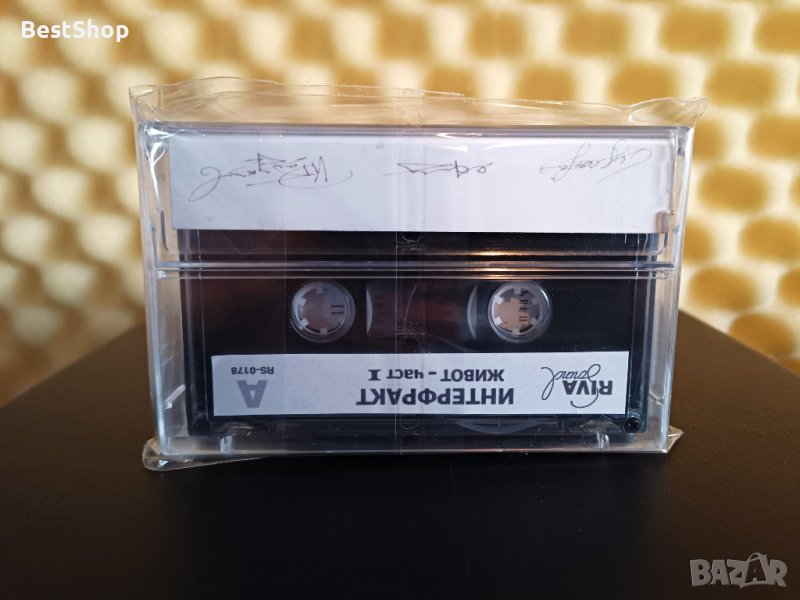 BestShop
RIVA
Sound
ИНТЕРФРАКТ
ЖИВОТ - част I
A
RS-0178
BAZAR